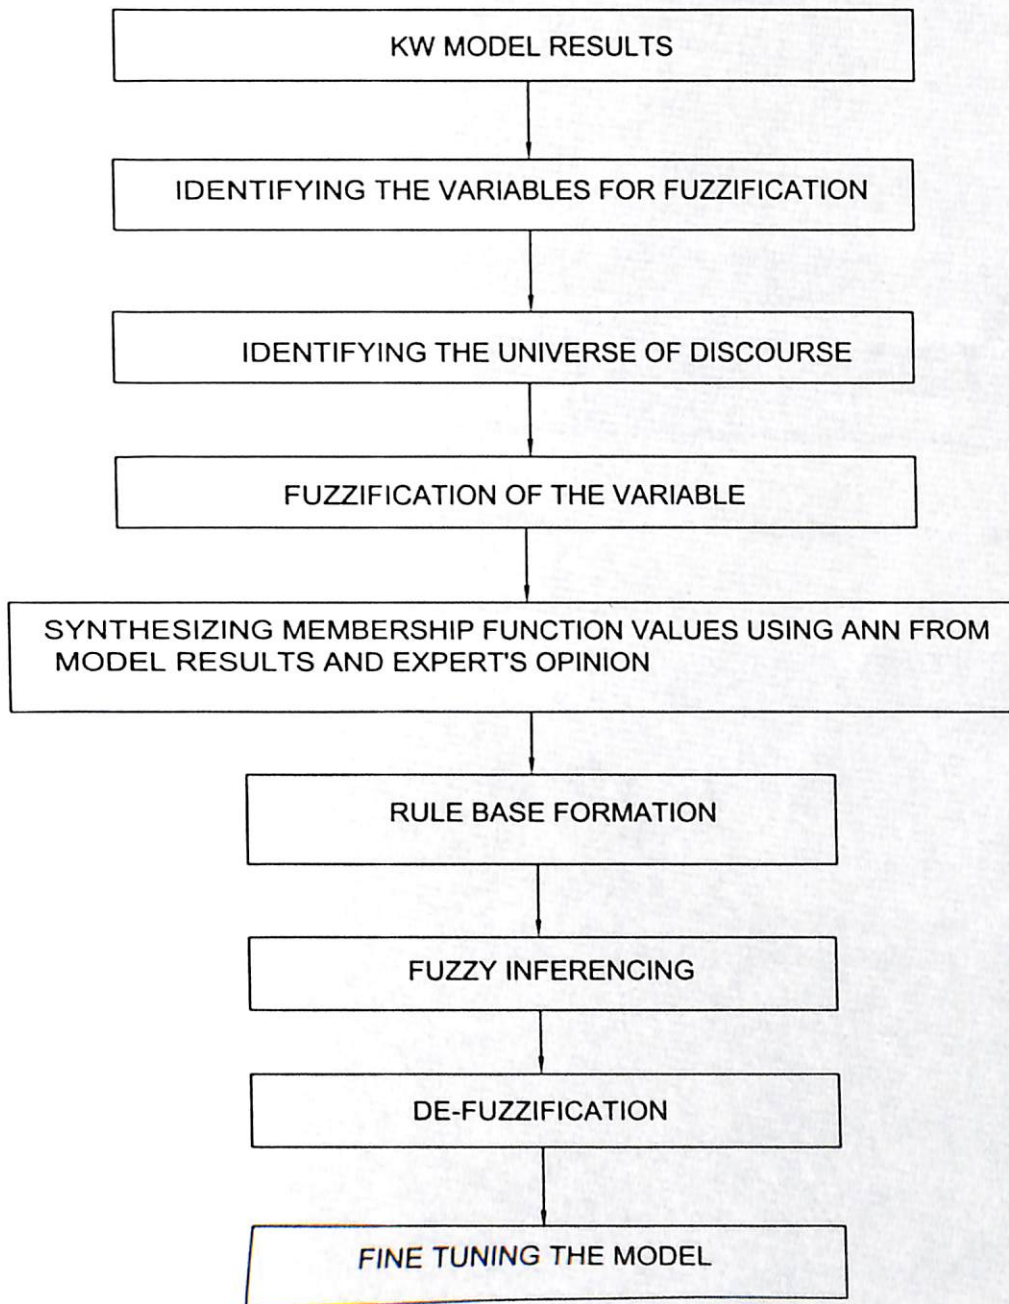 KW MODEL RESULTS
IDENTIFYING THE VARIABLES FOR FUZZIFICATION
IDENTIFYING THE UNIVERSE OF DISCOURSE
FUZZIFICATION OF THE VARIABLE
SYNTHESIZING MEMBERSHIP FUNCTION VALUES USING ANN FROM
MODEL RESULTS AND EXPERT'S OPINION
RULE BASE FORMATION
FUZZY INFERENCING
DE-FUZZIFICATION
FINE TUNING THE MODEL